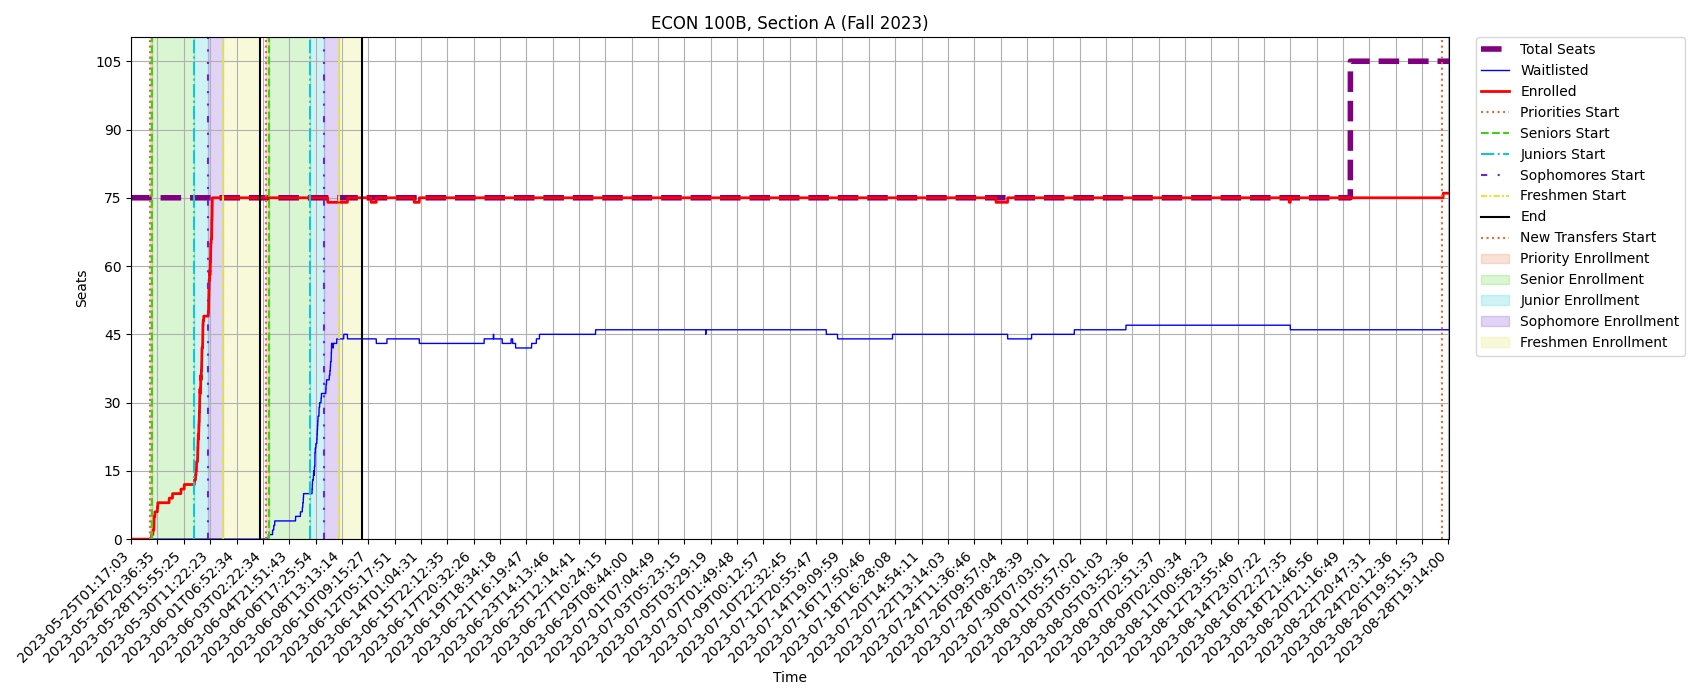 ECON 100B, Section A (Fall 2023)
Seats
105
90
75
60
45
30
15
0
2023-05-25T01:17:03
2023-05-26T20:36:35
2023-05-28T15:55:25
2023-05-30T11:22:23
2023-06-01T06:52:34
2023-06-03T02:22:34
2023-06-04T21:51:43
2023-06-06T17:25:54
2023-06-08T13:13:14
2023-06-10T09:15:27
2023-06-12T05:17:51
2023-06-14T01:04:31
2023-06-15T22:12:35
2023-06-17T20:32:26
2023-06-19T18:34:18
2023-06-21T16:19:47
2023-06-23T14:13:46
2023-06-25T12:14:41
2023-06-27T10:24:15
2023-06-29T08:44:00
2023-07-01T07:04:49
2023-07-03T05:23:15
2023-07-05T03:29:19
2023-07-07T01:49:48
2023-07-09T00:12:57
2023-07-10T22:32:45
2023-07-12T20:55:47
2023-07-14T19:09:59
2023-07-16T17:50:46
2023-07-18T16:28:08
2023-07-20T14:54:11
2023-07-22T13:14:03
2023-07-24T11:36:46
2023-07-26T09:57:04
2023-07-28T08:28:39
2023-07-30T07:03:01
2023-08-01T05:57:02
2023-08-03T05:01:03
2023-08-05T03:52:36
2023-08-07T02:51:37
2023-08-09T02:00:34
2023-08-11T00:58:23
2023-08-12T23:55:46
2023-08-14T23:07:22
2023-08-16T22:27:35
2023-08-18T21:46:56
2023-08-20T21:16:49
2023-08-22T20:47:31
2023-08-24T20:12:36
2023-08-26T19:51:53
2023-08-28T19:14:00
Time
Total Seats
Waitlisted
Enrolled
Priorities Start
Seniors Start
Juniors Start
Sophomores Start
Freshmen Start
End
New Transfers Start
Priority Enrollment
Senior Enrollment
Junior Enrollment
Sophomore Enrollment
Freshmen Enrollment